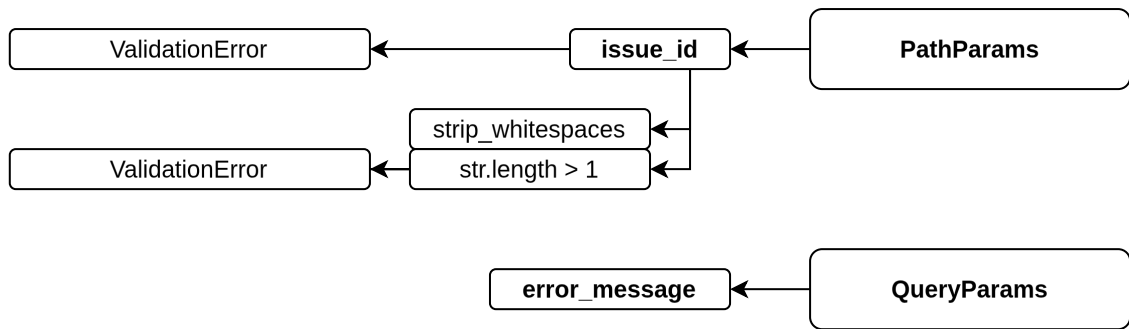 ValidationError
issue_id
PathParams
strip_whitespaces
ValidationError
str.length > 1
error_message
QueryParams